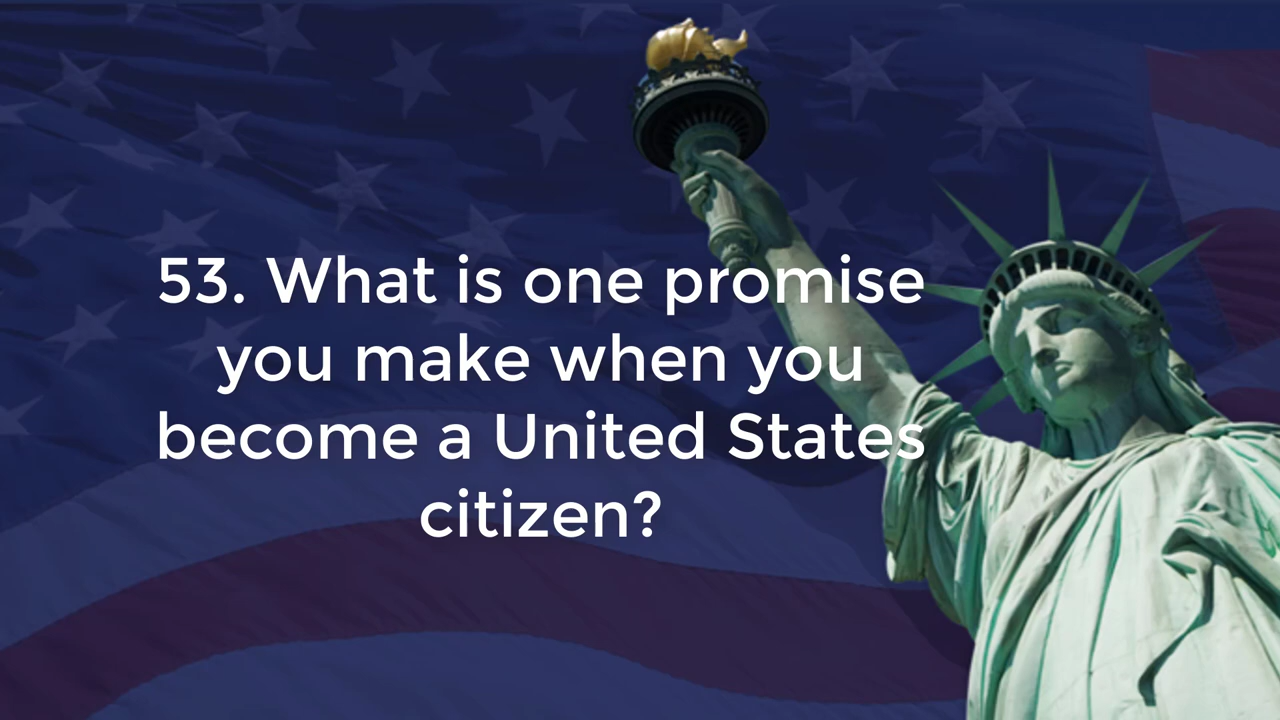 53. What is one promise
you make when you
become a United States
citizen?